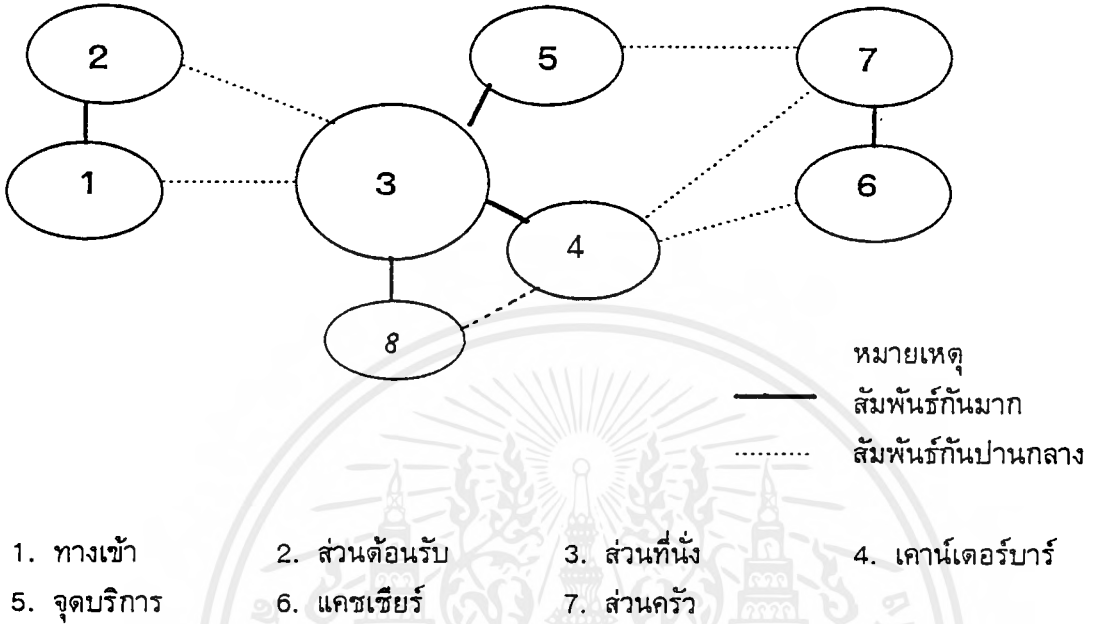 2
5
7
1
3
6
4
8
หมายเหตุ
สัมพันธ์กันมาก
สัมพันธ์กันปานกลาง
1. ทางเข้า 2. ส่วนต้อนรับ 3. ส่วนที่นั่ง 4. เคาน์เตอร์บาร์
5. จุดบริการ 6. แคชเชียร์ 7. ส่วนครัว